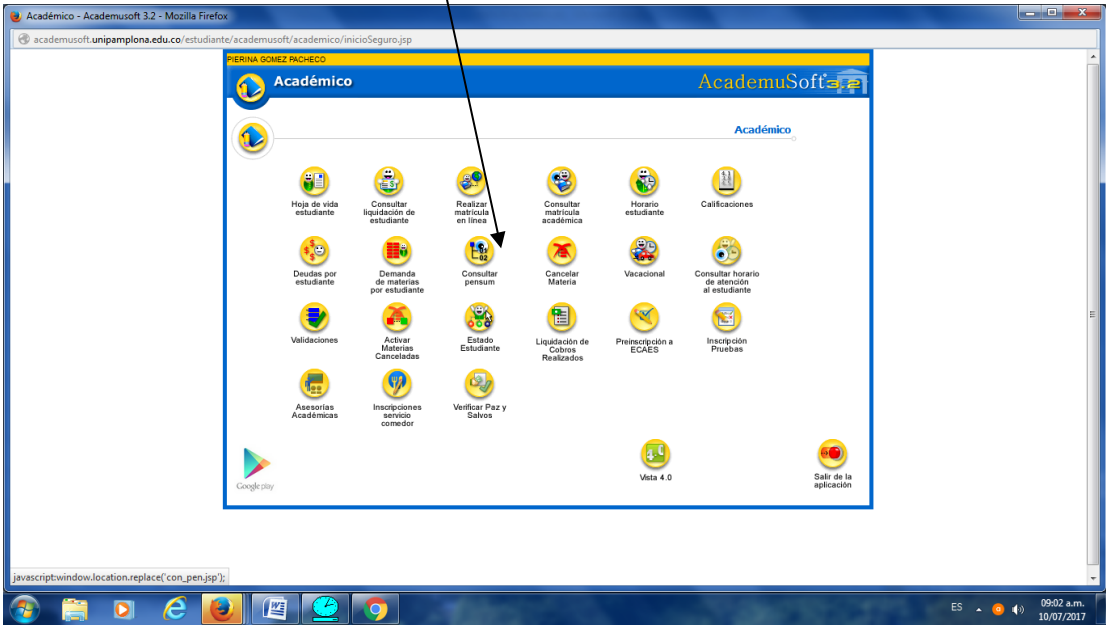 Académico - Academusoft 3.2 - Mozilla Firefox
academusoft.unipamplona.edu.co/estudiante/academusoft/academico/inicioSeguro.jsp
PIERINA GOMEZ PACHECO
Académico
AcademuSoft 3.2
Académico
Hoja de vida
estudiante
Consultar
liquidación de
estudiante
Realizar
matrícula
en línea
Consultar
matrícula
académica
Horario
estudiante
Calificaciones
Deudas por
estudiante
Demanda
de materias
por estudiante
Consultar
pensum
Cancelar
Materia
Vacacional
Consultar horario
de atención
al estudiante
Validaciones
Activar
Materias
Canceladas
Estado
Estudiante
Liquidación de
Cobros
Realizados
Preinscripción a
ECAES
Inscripción
Pruebas
Asesorías
Académicas
Inscripciones
servicio
comedor
Verificar Paz y
Salvos
Google play
Vista 4.0
Salir de la
aplicación
javascript:window.location.replace('con_pen.jsp');
ES
09:02 a.m.
10/07/2017